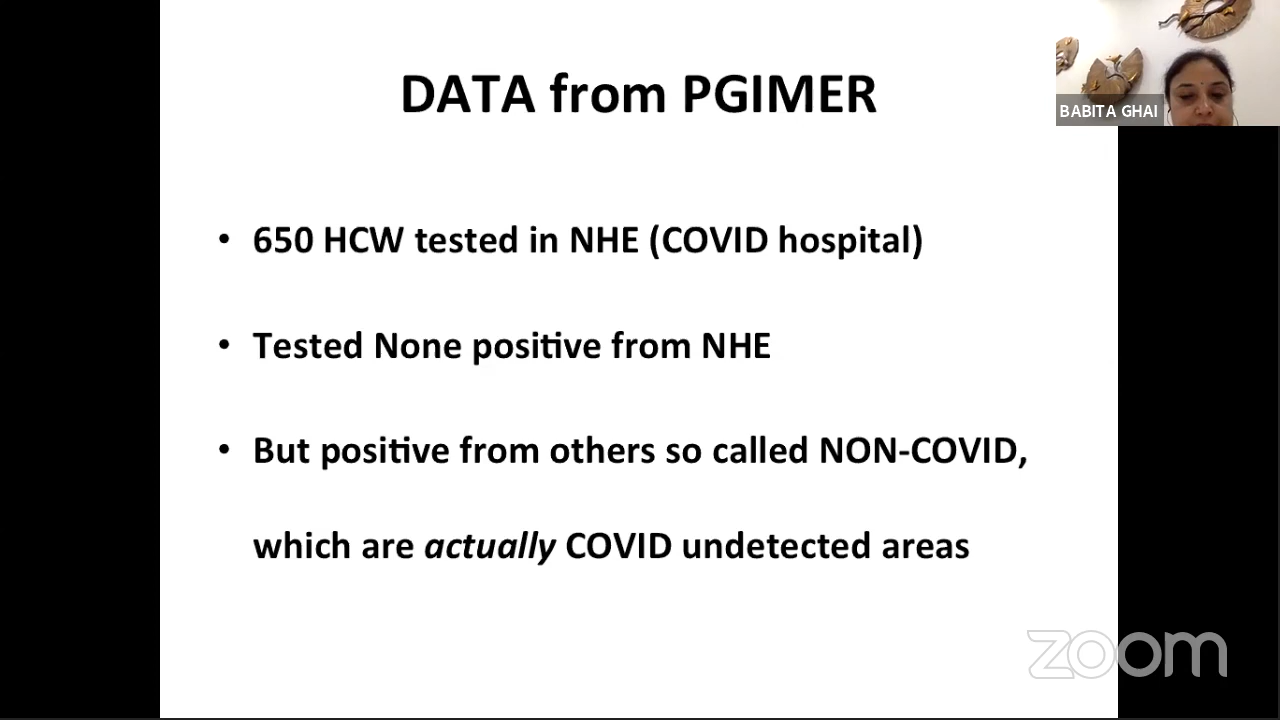 DATA from PGIMER
BABITA GHAI
• 650 HCW tested in NHE (COVID hospital)
• Tested None positive from NHE
• But positive from others so called NON-COVID,
which are actually COVID undetected areas
zoom